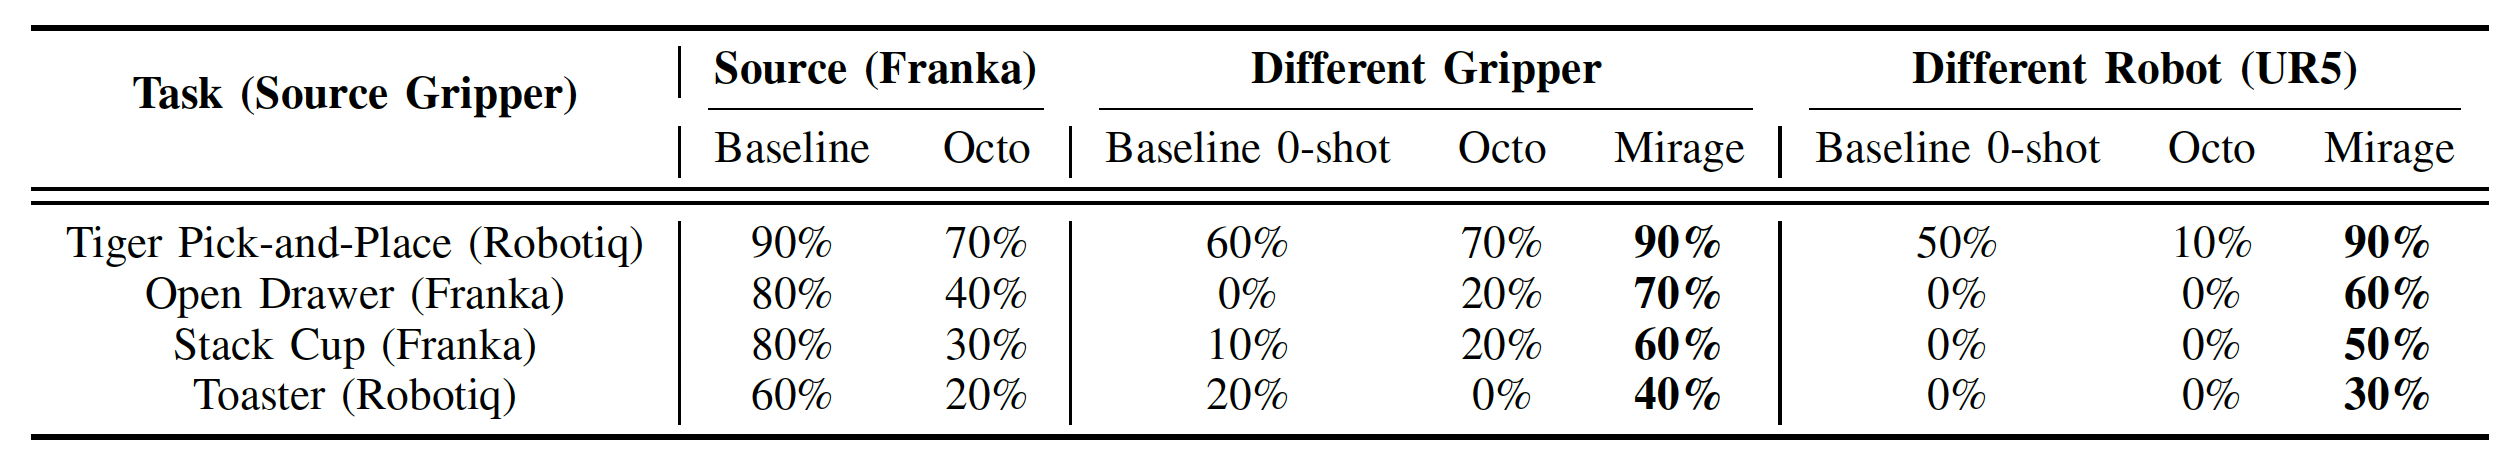 Task (Source Gripper) Source (Franka) Different Gripper Different Robot (UR5)
Baseline Octo Baseline 0-shot Octo Mirage Baseline 0-shot Octo Mirage
Tiger Pick-and-Place (Robotiq) 90% 70% 60% 70% 90% 50% 10% 90%
Open Drawer (Franka) 80% 40% 0% 20% 70% 0% 0% 60%
Stack Cup (Franka) 80% 30% 10% 20% 60% 0% 0% 50%
Toaster (Robotiq) 60% 20% 20% 0% 40% 0% 0% 30%